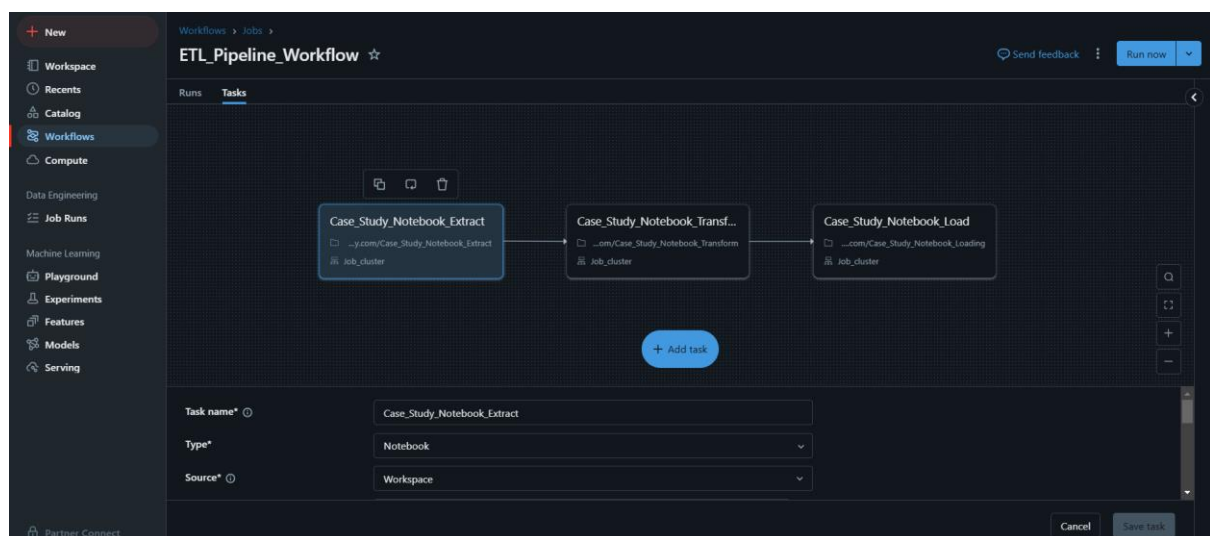 New
Workspace
Recents
Catalog
Workflows
Compute
Data Engineering
Job Runs
Machine Learning
Playground
Experiments
Features
Models
Serving
Partner Connect
Workflows › Jobs ›
ETL_Pipeline_Workflow
Send feedback
Run now
Runs Tasks
Case_Study_Notebook_Extract
...y.com/Case_Study_Notebook_Extract
Job_cluster
Case_Study_Notebook_Transf...
...om/Case_Study_Notebook_Transform
Job_cluster
Case_Study_Notebook_Load
....com/Case_Study_Notebook_Loading
Job_cluster
+ Add task
Task name* Case_Study_Notebook_Extract
Type* Notebook
Source* Workspace
Cancel Save task